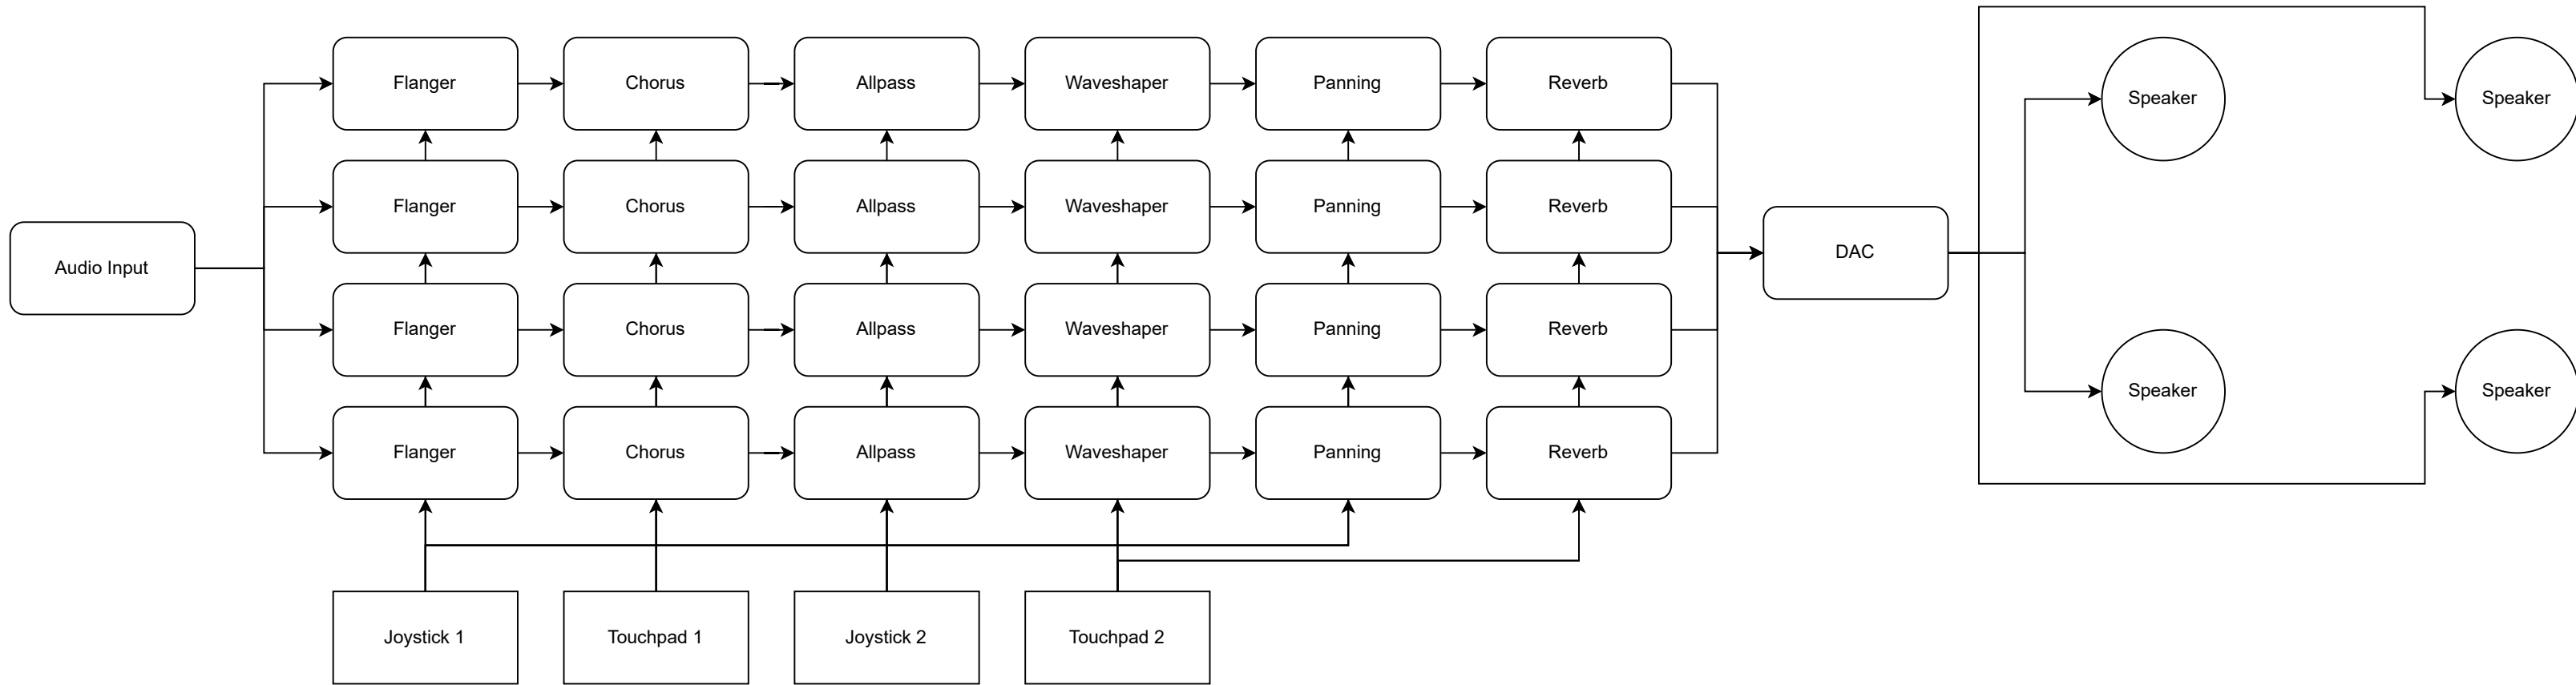 Flanger
Chorus
Allpass
Waveshaper
Panning
Reverb
Speaker
Speaker
Flanger
Chorus
Allpass
Waveshaper
Panning
Reverb
Audio Input
DAC
Flanger
Chorus
Allpass
Waveshaper
Panning
Reverb
Speaker
Speaker
Flanger
Chorus
Allpass
Waveshaper
Panning
Reverb
Joystick 1
Touchpad 1
Joystick 2
Touchpad 2